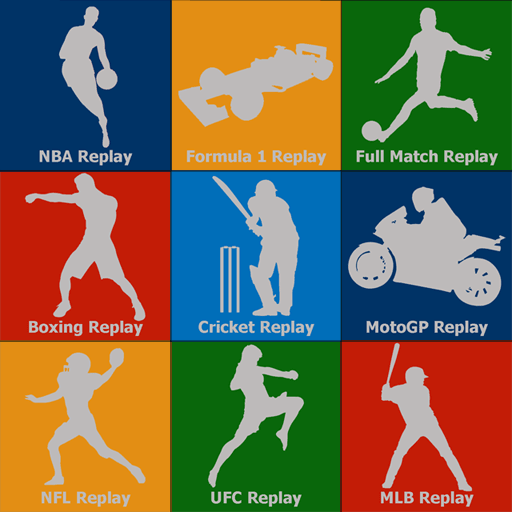 NBA Replay
Formula 1 Replay
Full Match Replay
Boxing Replay
Cricket Replay
MotoGP Replay
NFL Replay
UFC Replay
MLB Replay